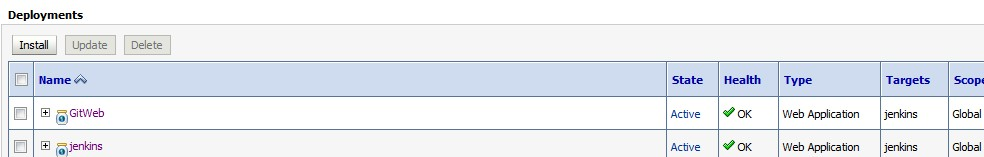 Deployments
Install Update Delete
Name State Health Type Targets Scope
GitWeb Active OK Web Application jenkins Global
jenkins Active OK Web Application jenkins Global